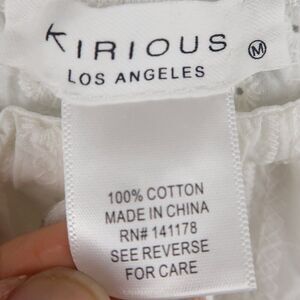 KIRIOUS
M
LOS ANGELES
100% COTTON
MADE IN CHINA
RN# 141178
SEE REVERSE
FOR CARE